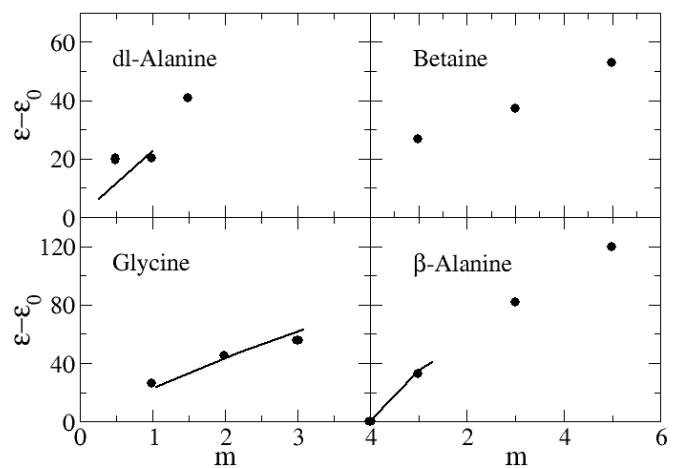 60
40
20
0
ε−ε0
dl-Alanine
Betaine
120
80
40
0
ε−ε0
Glycine
β-Alanine
0 1 2 3 4 2 4 6
m m